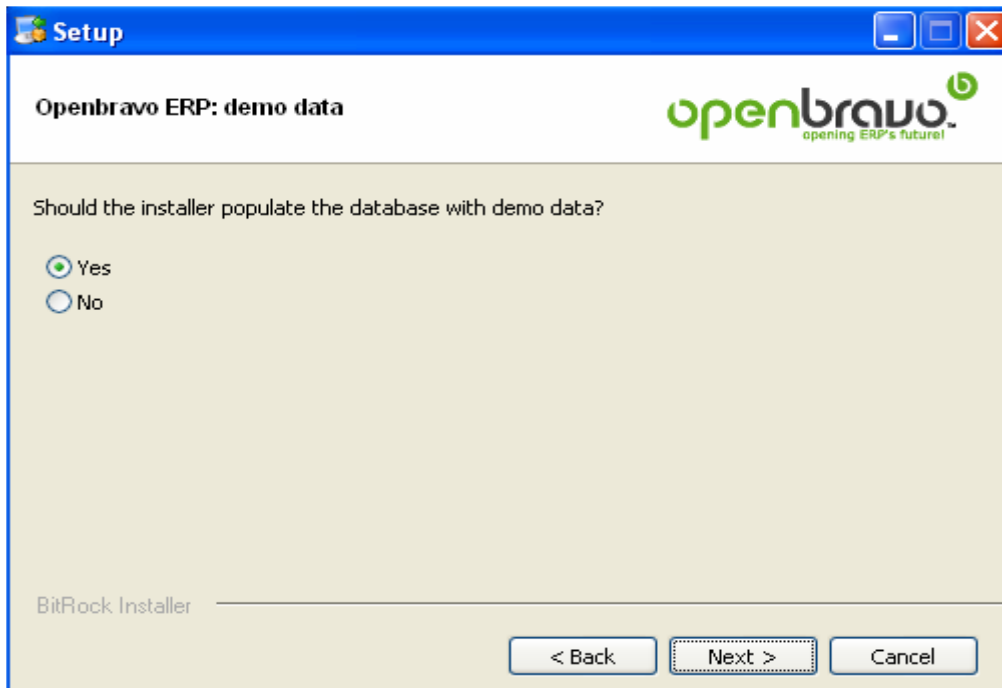 Setup
Openbravo ERP: demo data
openbravo™
opening ERP's future!
Should the installer populate the database with demo data?
Yes
No
BitRock Installer
< Back
Next >
Cancel